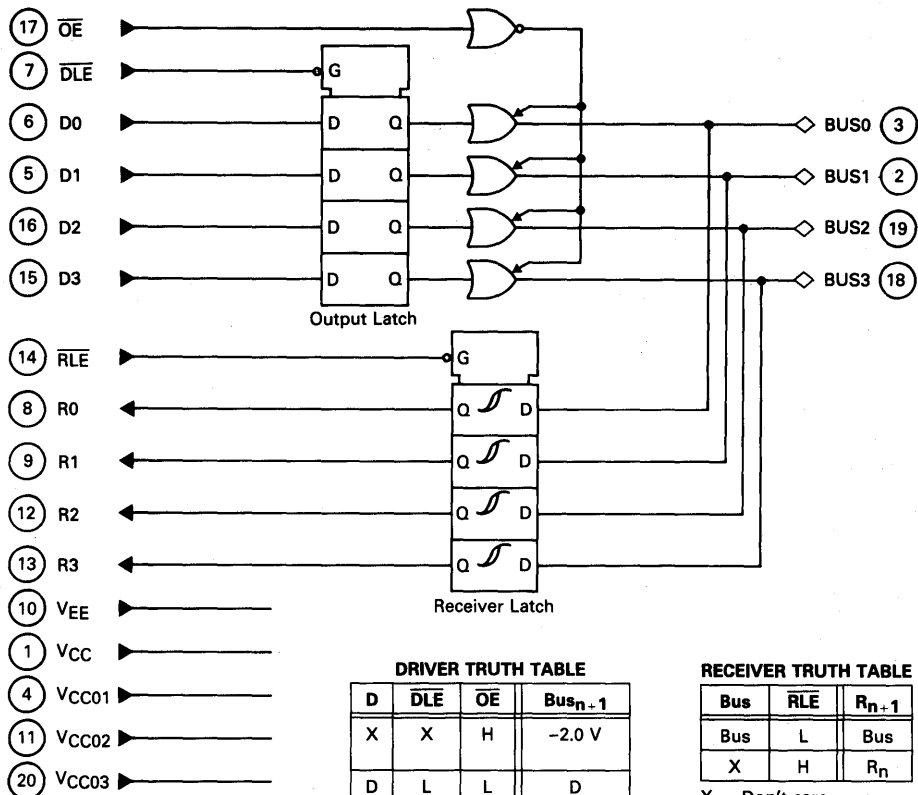 17 OE
7 DLE G
6 D0 D Q BUS0 3
5 D1 D Q BUS1 2
16 D2 D Q BUS2 19
15 D3 D Q BUS3 18
Output Latch
14 RLE G
8 R0 Q D
9 R1 Q D
12 R2 Q D
13 R3 Q D
Receiver Latch
10 VEE
1 VCC
4 VCC01
11 VCC02
20 VCC03
DRIVER TRUTH TABLE
D DLE OE Busn+1
X X H −2.0 V
D L L D
RECEIVER TRUTH TABLE
Bus RLE Rn+1
Bus L Bus
X H Rn